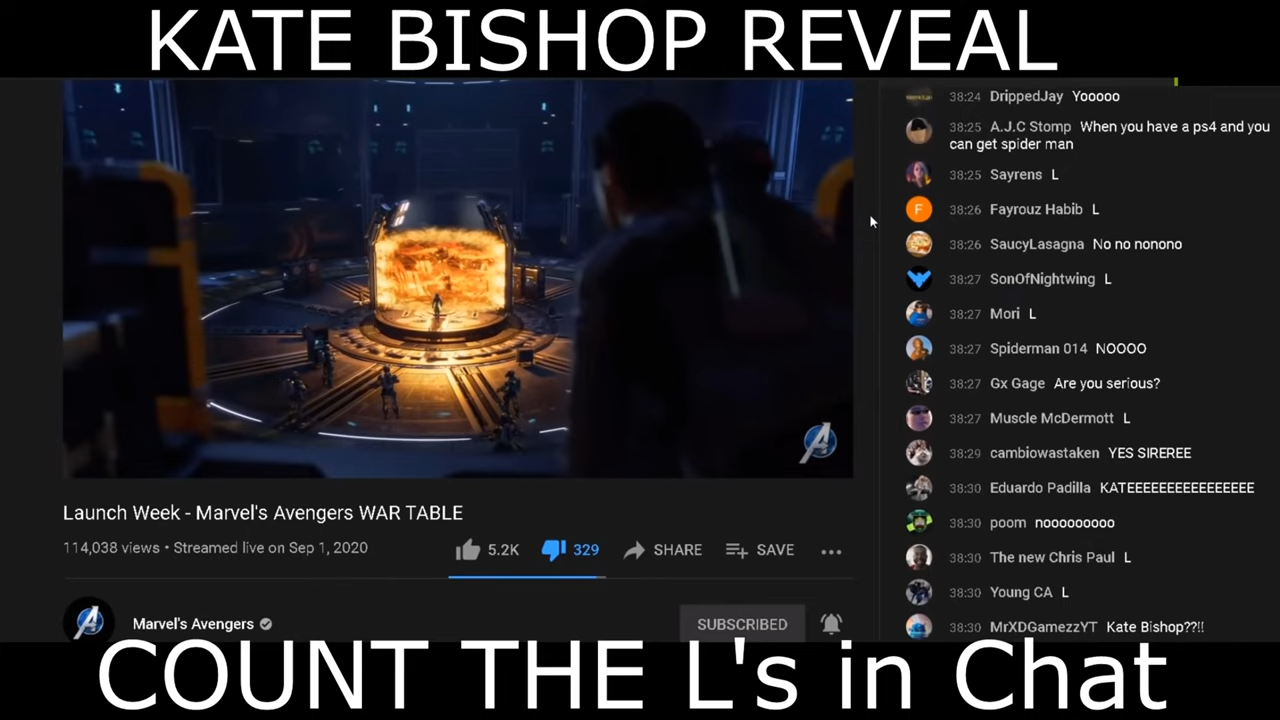 KATE BISHOP REVEAL
38:24 DrippedJay Yooooo
38:25 A.J.C Stomp When you have a ps4 and you
can get spider man
38:25 Sayrens L
F
38:26 Fayrouz Habib L
38:26 SaucyLasagna No no nonono
38:27 SonOfNightwing L
38:27 Mori L
38:27 Spiderman 014 NOOOO
38:27 Gx Gage Are you serious?
38:27 Muscle McDermott L
38:29 cambiowastaken YES SIREREE
38:30 Eduardo Padilla KATEEEEEEEEEEEEEEEE
38:30 poom nooooooooo
38:30 The new Chris Paul L
38:30 Young CA L
38:30 MrXDGamezzYT Kate Bishop??!!
Launch Week - Marvel's Avengers WAR TABLE
114,038 views • Streamed live on Sep 1, 2020
5.2K 329 SHARE SAVE
Marvel's Avengers
SUBSCRIBED
COUNT THE L's in Chat